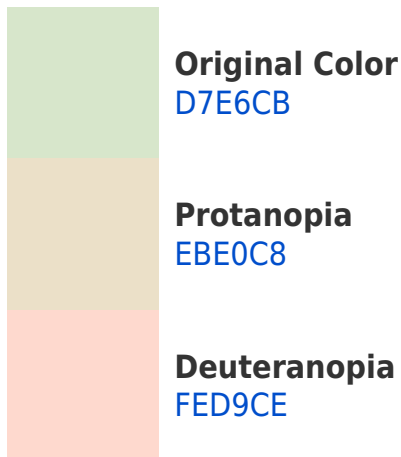 Original Color
D7E6CB
Protanopia
EBE0C8
Deuteranopia
FED9CE